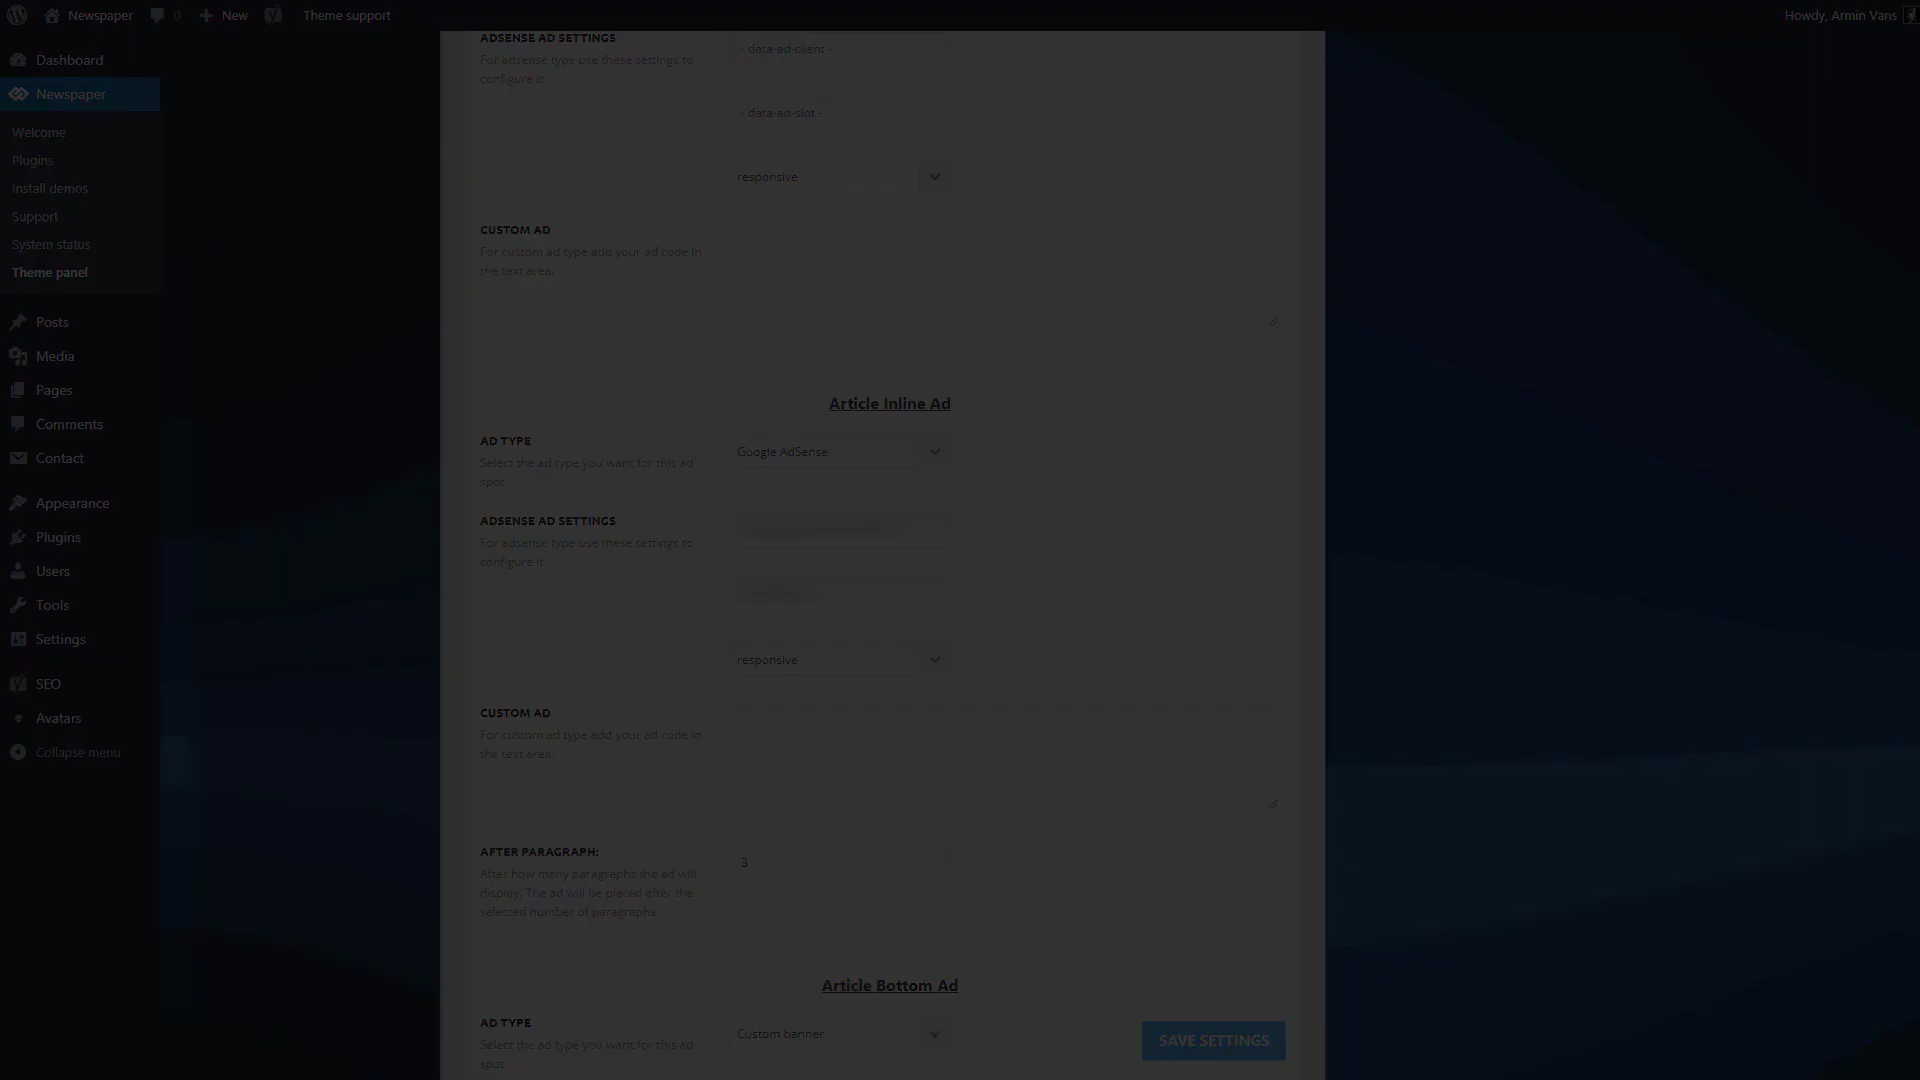 Newspaper 0 New Theme support Howdy, Armin Vans
Dashboard
Newspaper
Welcome
Plugins
Install demos
Support
System status
Theme panel
Posts
Media
Pages
Comments
Contact
Appearance
Plugins
Users
Tools
Settings
SEO
Avatars
Collapse menu
ADSENSE AD SETTINGS
For adsense type use these settings to
configure it.
- data-ad-client -
- data-ad-slot -
responsive
CUSTOM AD
For custom ad type add your ad code in
the text area.
Article Inline Ad
AD TYPE
Select the ad type you want for this ad
spot.
Google AdSense
ADSENSE AD SETTINGS
For adsense type use these settings to
configure it.
responsive
CUSTOM AD
For custom ad type add your ad code in
the text area.
AFTER PARAGRAPH:
After how many paragraphs the ad will
display. The ad will be placed after the
selected number of paragraphs.
3
Article Bottom Ad
AD TYPE
Select the ad type you want for this ad
spot.
Custom banner
SAVE SETTINGS